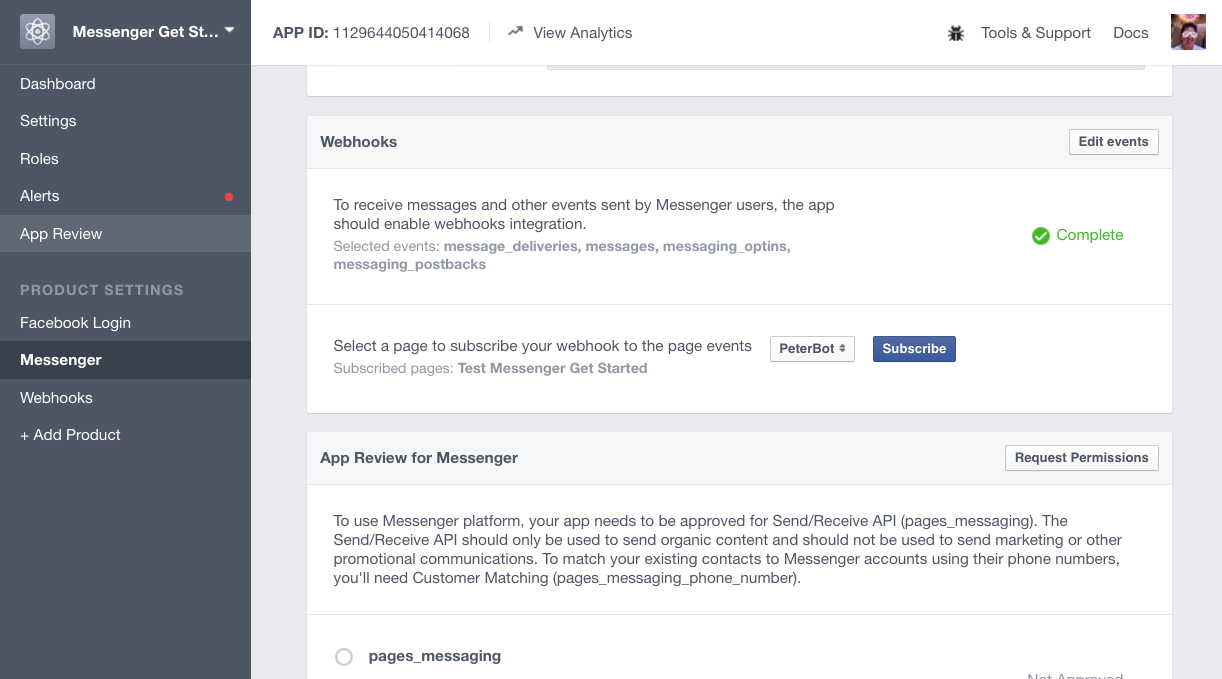 Messenger Get St...
APP ID: 1129644050414068
View Analytics
Tools & Support
Docs
Dashboard
Settings
Roles
Alerts
App Review
PRODUCT SETTINGS
Facebook Login
Messenger
Webhooks
+ Add Product
Webhooks
Edit events
To receive messages and other events sent by Messenger users, the app
should enable webhooks integration.
Selected events: message_deliveries, messages, messaging_optins,
messaging_postbacks
Complete
Select a page to subscribe your webhook to the page events
PeterBot
Subscribe
Subscribed pages: Test Messenger Get Started
App Review for Messenger
Request Permissions
To use Messenger platform, your app needs to be approved for Send/Receive API (pages_messaging). The
Send/Receive API should only be used to send organic content and should not be used to send marketing or other
promotional communications. To match your existing contacts to Messenger accounts using their phone numbers,
you'll need Customer Matching (pages_messaging_phone_number).
pages_messaging
Not Approved